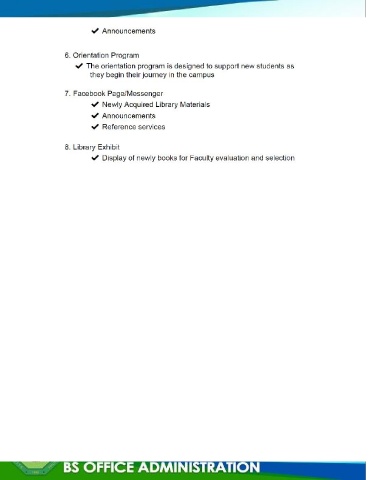 ✔ Announcements
6. Orientation Program
✔ The orientation program is designed to support new students as
they begin their journey in the campus
7. Facebook Page/Messenger
✔ Newly Acquired Library Materials
✔ Announcements
✔ Reference services
8. Library Exhibit
✔ Display of newly books for Faculty evaluation and selection
BS OFFICE ADMINISTRATION